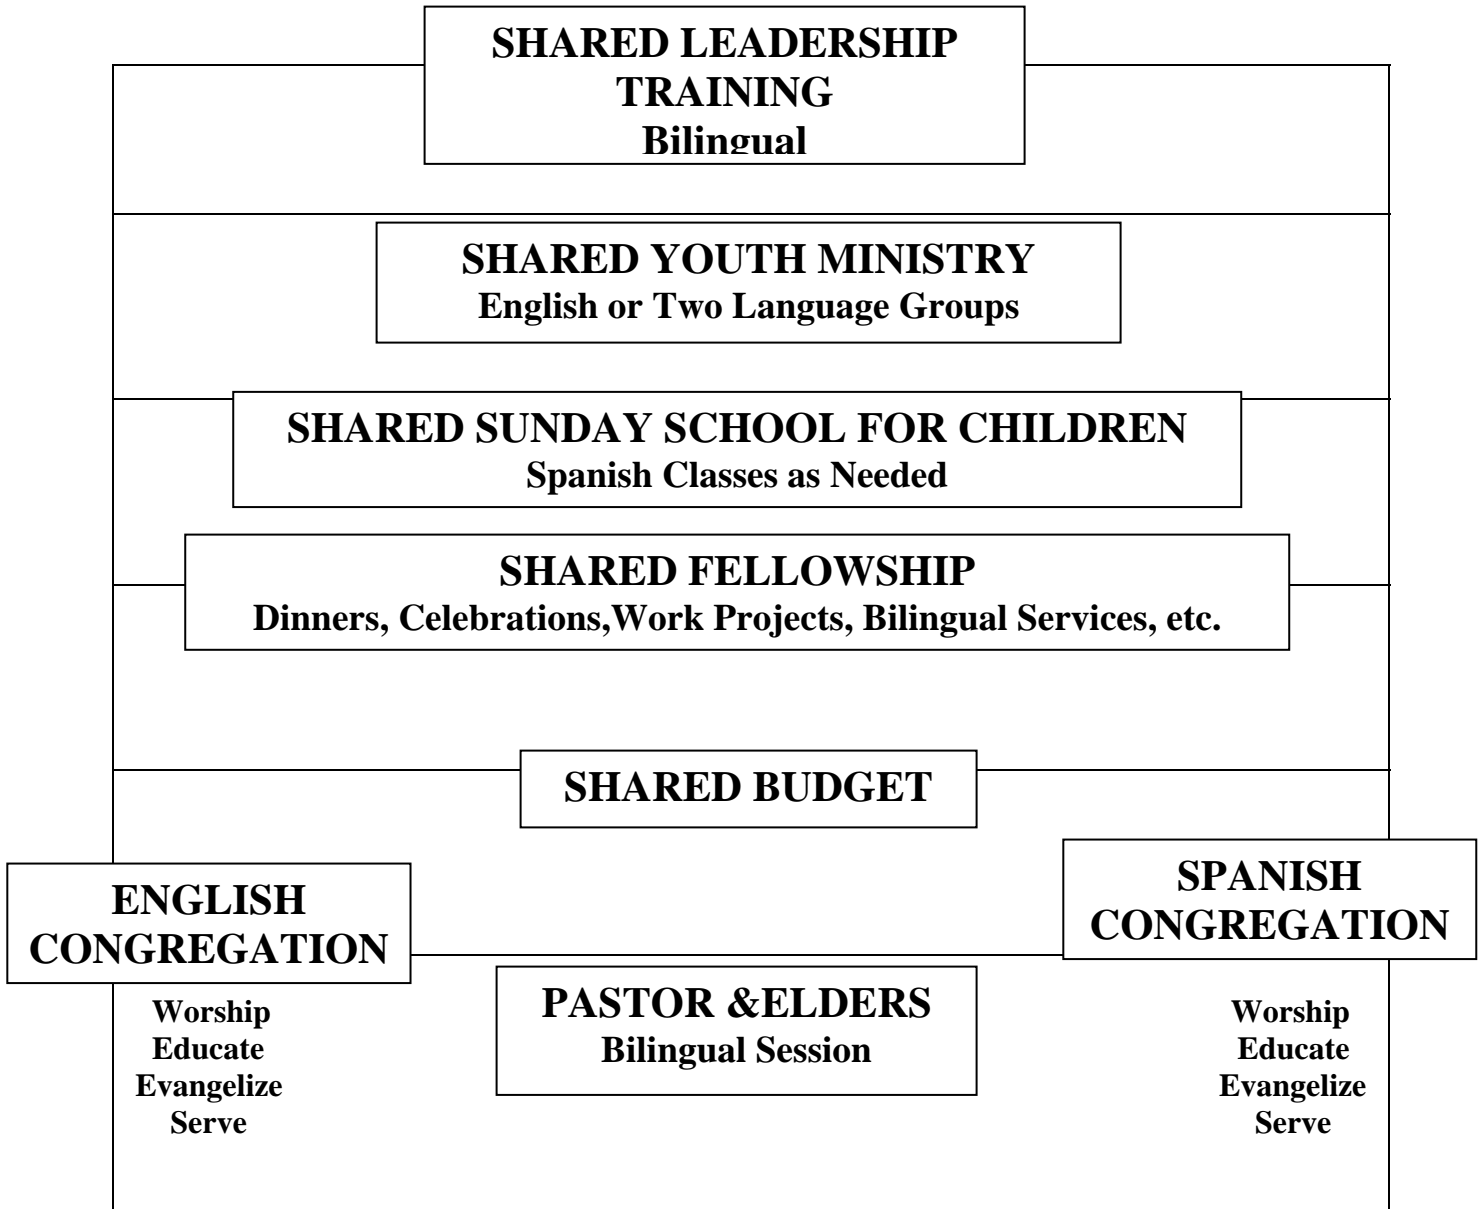 SHARED LEADERSHIP
TRAINING
Bilingual
SHARED YOUTH MINISTRY
English or Two Language Groups
SHARED SUNDAY SCHOOL FOR CHILDREN
Spanish Classes as Needed
SHARED FELLOWSHIP
Dinners, Celebrations,Work Projects, Bilingual Services, etc.
SHARED BUDGET
ENGLISH
CONGREGATION
Worship
Educate
Evangelize
Serve
PASTOR &ELDERS
Bilingual Session
SPANISH
CONGREGATION
Worship
Educate
Evangelize
Serve